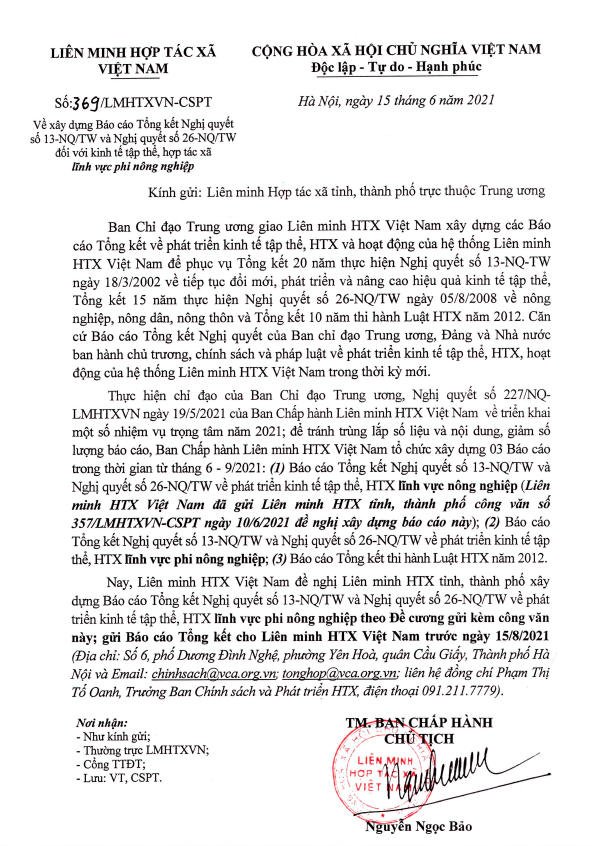 LIÊN MINH HỢP TÁC XÃ
VIỆT NAM
CỘNG HÒA XÃ HỘI CHỦ NGHĨA VIỆT NAM
Độc lập - Tự do - Hạnh phúc
Số:369/LMHTXVN-CSPT
Hà Nội, ngày 15 tháng 6 năm 2021
Về xây dựng Báo cáo Tổng kết Nghị quyết
số 13-NQ/TW và Nghị quyết số 26-NQ/TW
đối với kinh tế tập thể, hợp tác xã
lĩnh vực phi nông nghiệp
Kính gửi: Liên minh Hợp tác xã tỉnh, thành phố trực thuộc Trung ương
Ban Chỉ đạo Trung ương giao Liên minh HTX Việt Nam xây dựng các Báo
cáo Tổng kết về phát triển kinh tế tập thể, HTX và hoạt động của hệ thống Liên minh
HTX Việt Nam để phục vụ Tổng kết 20 năm thực hiện Nghị quyết số 13-NQ-TW
ngày 18/3/2002 về tiếp tục đổi mới, phát triển và nâng cao hiệu quả kinh tế tập thể,
Tổng kết 15 năm thực hiện Nghị quyết số 26-NQ/TW ngày 05/8/2008 về nông
nghiệp, nông dân, nông thôn và Tổng kết 10 năm thi hành Luật HTX năm 2012. Căn
cứ Báo cáo Tổng kết Nghị quyết của Ban chỉ đạo Trung ương, Đảng và Nhà nước
ban hành chủ trương, chính sách và pháp luật về phát triển kinh tế tập thể, HTX, hoạt
động của hệ thống Liên minh HTX Việt Nam trong thời kỳ mới.
Thực hiện chỉ đạo của Ban Chỉ đạo Trung ương, Nghị quyết số 227/NQ-
LMHTXVN ngày 19/5/2021 của Ban Chấp hành Liên minh HTX Việt Nam về triển khai
một số nhiệm vụ trọng tâm năm 2021; để tránh trùng lắp số liệu và nội dung, giảm số
lượng báo cáo, Ban Chấp hành Liên minh HTX Việt Nam tổ chức xây dựng 03 Báo cáo
trong thời gian từ tháng 6 - 9/2021: (1) Báo cáo Tổng kết Nghị quyết số 13-NQ/TW và
Nghị quyết số 26-NQ/TW về phát triển kinh tế tập thể, HTX lĩnh vực nông nghiệp (Liên
minh HTX Việt Nam đã gửi Liên minh HTX tỉnh, thành phố công văn số
357/LMHTXVN-CSPT ngày 10/6/2021 đề nghị xây dựng báo cáo này); (2) Báo cáo
Tổng kết Nghị quyết số 13-NQ/TW và Nghị quyết số 26-NQ/TW về phát triển kinh tế tập
thể, HTX lĩnh vực phi nông nghiệp; (3) Báo cáo Tổng kết thi hành Luật HTX năm 2012.
Nay, Liên minh HTX Việt Nam đề nghị Liên minh HTX tỉnh, thành phố xây
dựng Báo cáo Tổng kết Nghị quyết số 13-NQ/TW và Nghị quyết số 26-NQ/TW về phát
triển kinh tế tập thể, HTX lĩnh vực phi nông nghiệp theo Đề cương gửi kèm công văn
này; gửi Báo cáo Tổng kết cho Liên minh HTX Việt Nam trước ngày 15/8/2021
(Địa chỉ: Số 6, phố Dương Đình Nghệ, phường Yên Hoà, quân Cầu Giấy, Thành phố Hà
Nội và Email: chinhsach@vca.org.vn; tonghop@vca.org.vn; liên hệ đồng chí Phạm Thị
Tố Oanh, Trưởng Ban Chính sách và Phát triển HTX, điện thoại 091.211.7779).
Nơi nhận:
- Như kính gửi;
- Thường trực LMHTXVN;
- Cổng TTĐT;
- Lưu: VT, CSPT.
TM. BAN CHẤP HÀNH
CHỦ TỊCH
LIÊN MINH
HỢP TÁC XÃ
VIỆT NAM
Nguyễn Ngọc Bảo